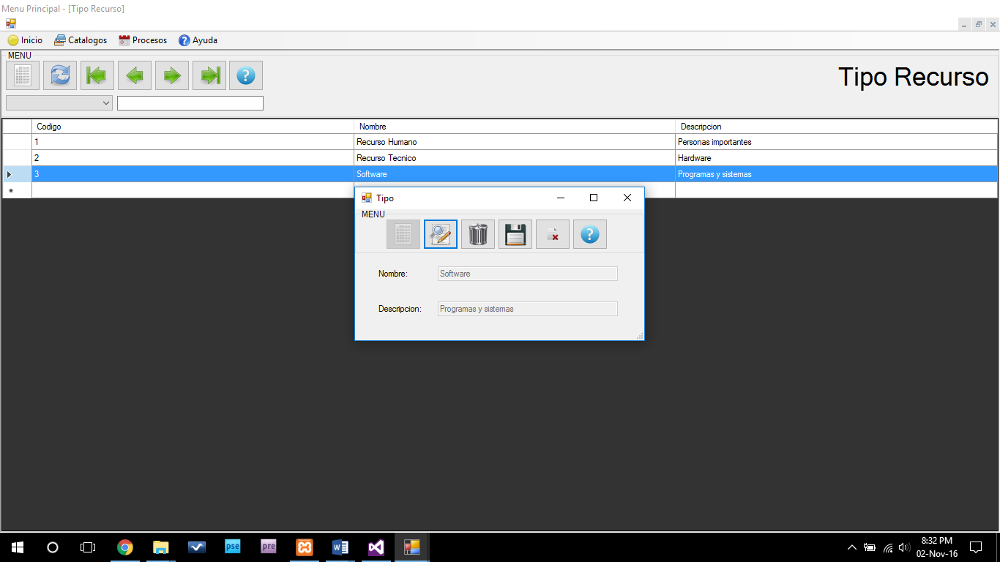 Menu Principal - [Tipo Recurso]
Inicio Catalogos Procesos Ayuda
MENU
Tipo Recurso
Codigo Nombre Descripcion
1 Recurso Humano Personas importantes
2 Recurso Tecnico Hardware
3 Software Programas y sistemas
Tipo
MENU
Nombre: Software
Descripcion: Programas y sistemas
pse pre
8:32 PM
02-Nov-16